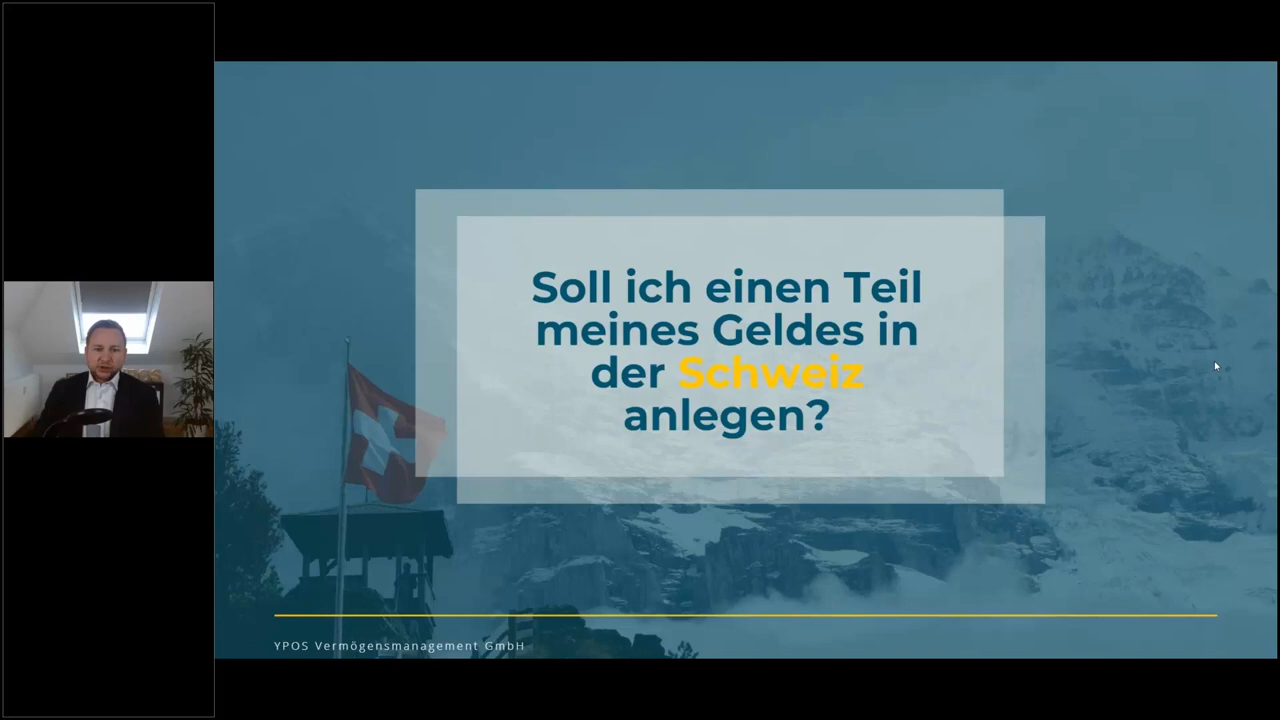 Soll ich einen Teil
meines Geldes in
der Schweiz
anlegen?
YPOS Vermögensmanagement GmbH